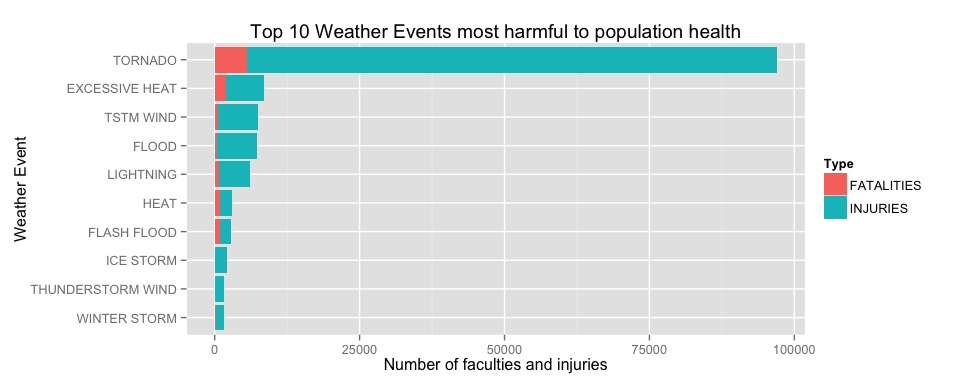 Top 10 Weather Events most harmful to population health
Weather Event
TORNADO
EXCESSIVE HEAT
TSTM WIND
FLOOD
LIGHTNING
HEAT
FLASH FLOOD
ICE STORM
THUNDERSTORM WIND
WINTER STORM
0 25000 50000 75000 100000
Number of faculties and injuries
Type
FATALITIES
INJURIES